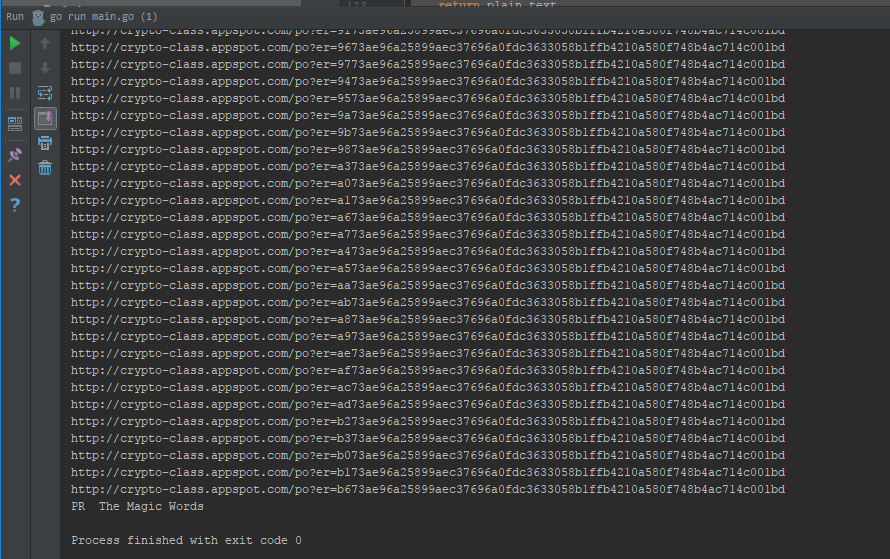 123 return plain_text
Run go run main.go (1)
http://crypto-class.appspot.com/po?er=9173ae96a25899aec37696a0fdc3633058b1ffb4210a580f748b4ac714c001bd
http://crypto-class.appspot.com/po?er=9673ae96a25899aec37696a0fdc3633058b1ffb4210a580f748b4ac714c001bd
http://crypto-class.appspot.com/po?er=9773ae96a25899aec37696a0fdc3633058b1ffb4210a580f748b4ac714c001bd
http://crypto-class.appspot.com/po?er=9473ae96a25899aec37696a0fdc3633058b1ffb4210a580f748b4ac714c001bd
http://crypto-class.appspot.com/po?er=9573ae96a25899aec37696a0fdc3633058b1ffb4210a580f748b4ac714c001bd
http://crypto-class.appspot.com/po?er=9a73ae96a25899aec37696a0fdc3633058b1ffb4210a580f748b4ac714c001bd
http://crypto-class.appspot.com/po?er=9b73ae96a25899aec37696a0fdc3633058b1ffb4210a580f748b4ac714c001bd
http://crypto-class.appspot.com/po?er=9873ae96a25899aec37696a0fdc3633058b1ffb4210a580f748b4ac714c001bd
http://crypto-class.appspot.com/po?er=a373ae96a25899aec37696a0fdc3633058b1ffb4210a580f748b4ac714c001bd
http://crypto-class.appspot.com/po?er=a073ae96a25899aec37696a0fdc3633058b1ffb4210a580f748b4ac714c001bd
http://crypto-class.appspot.com/po?er=a173ae96a25899aec37696a0fdc3633058b1ffb4210a580f748b4ac714c001bd
http://crypto-class.appspot.com/po?er=a673ae96a25899aec37696a0fdc3633058b1ffb4210a580f748b4ac714c001bd
http://crypto-class.appspot.com/po?er=a773ae96a25899aec37696a0fdc3633058b1ffb4210a580f748b4ac714c001bd
http://crypto-class.appspot.com/po?er=a473ae96a25899aec37696a0fdc3633058b1ffb4210a580f748b4ac714c001bd
http://crypto-class.appspot.com/po?er=a573ae96a25899aec37696a0fdc3633058b1ffb4210a580f748b4ac714c001bd
http://crypto-class.appspot.com/po?er=aa73ae96a25899aec37696a0fdc3633058b1ffb4210a580f748b4ac714c001bd
http://crypto-class.appspot.com/po?er=ab73ae96a25899aec37696a0fdc3633058b1ffb4210a580f748b4ac714c001bd
http://crypto-class.appspot.com/po?er=a873ae96a25899aec37696a0fdc3633058b1ffb4210a580f748b4ac714c001bd
http://crypto-class.appspot.com/po?er=a973ae96a25899aec37696a0fdc3633058b1ffb4210a580f748b4ac714c001bd
http://crypto-class.appspot.com/po?er=ae73ae96a25899aec37696a0fdc3633058b1ffb4210a580f748b4ac714c001bd
http://crypto-class.appspot.com/po?er=af73ae96a25899aec37696a0fdc3633058b1ffb4210a580f748b4ac714c001bd
http://crypto-class.appspot.com/po?er=ac73ae96a25899aec37696a0fdc3633058b1ffb4210a580f748b4ac714c001bd
http://crypto-class.appspot.com/po?er=ad73ae96a25899aec37696a0fdc3633058b1ffb4210a580f748b4ac714c001bd
http://crypto-class.appspot.com/po?er=b273ae96a25899aec37696a0fdc3633058b1ffb4210a580f748b4ac714c001bd
http://crypto-class.appspot.com/po?er=b373ae96a25899aec37696a0fdc3633058b1ffb4210a580f748b4ac714c001bd
http://crypto-class.appspot.com/po?er=b073ae96a25899aec37696a0fdc3633058b1ffb4210a580f748b4ac714c001bd
http://crypto-class.appspot.com/po?er=b173ae96a25899aec37696a0fdc3633058b1ffb4210a580f748b4ac714c001bd
http://crypto-class.appspot.com/po?er=b673ae96a25899aec37696a0fdc3633058b1ffb4210a580f748b4ac714c001bd
PR  The Magic Words
Process finished with exit code 0